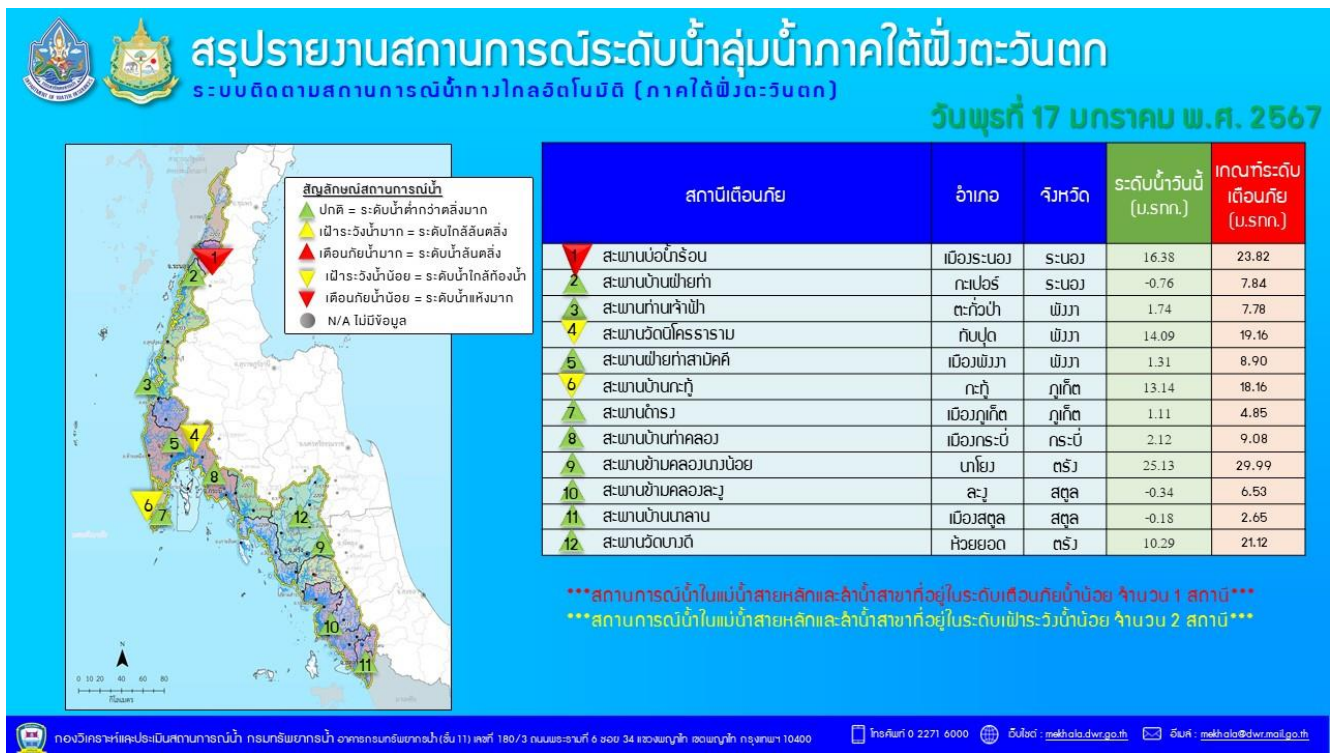 สรุปรายงานสถานการณ์ระดับน้ำลุ่มน้ำภาคใต้ฝั่งตะวันตก
ระบบติดตามสถานการณ์น้ำทางไกลอัตโนมัติ (ภาคใต้ฝั่งตะวันตก)
วันพุธที่ 17 มกราคม พ.ศ. 2567
สัญลักษณ์สถานการณ์น้ำ
ปกติ = ระดับน้ำต่ำกว่าตลิ่งมาก
เฝ้าระวังน้ำมาก = ระดับใกล้ล้นตลิ่ง
เตือนภัยน้ำมาก = ระดับน้ำล้นตลิ่ง
เฝ้าระวังน้ำน้อย = ระดับน้ำใกล้ท้องน้ำ
เตือนภัยน้ำน้อย = ระดับน้ำแห้งมาก
N/A ไม่มีข้อมูล
1
2
3
4
5
6
7
8
9
12
10
11
N
0 10 20 40 60 80
กิโลเมตร
สถานีเตือนภัย อำเภอ จังหวัด ระดับน้ำวันนี้ (ม.รทก.) เกณฑ์ระดับเตือนภัย (ม.รทก.)
1 สะพานบ่อน้ำร้อน เมืองระนอง ระนอง 16.38 23.82
2 สะพานบ้านฝ่ายท่า กะเปอร์ ระนอง -0.76 7.84
3 สะพานท่านเจ้าฟ้า ตะกั่วป่า พังงา 1.74 7.78
4 สะพานวัดนิโครธาราม ทับปุด พังงา 14.09 19.16
5 สะพานฝ่ายท่าสามัคคี เมืองพังงา พังงา 1.31 8.90
6 สะพานบ้านกะทู้ กะทู้ ภูเก็ต 13.14 18.16
7 สะพานดำรง เมืองภูเก็ต ภูเก็ต 1.11 4.85
8 สะพานบ้านท่าคลอง เมืองกระบี่ กระบี่ 2.12 9.08
9 สะพานข้ามคลองนางน้อย นาโยง ตรัง 25.13 29.99
10 สะพานข้ามคลองละงู ละงู สตูล -0.34 6.53
11 สะพานบ้านนาลาน เมืองสตูล สตูล -0.18 2.65
12 สะพานวัดบางดี ห้วยยอด ตรัง 10.29 21.12
***สถานการณ์น้ำในแม่น้ำสายหลักและลำน้ำสาขาที่อยู่ในระดับเตือนภัยน้ำน้อย จำนวน 1 สถานี***
***สถานการณ์น้ำในแม่น้ำสายหลักและลำน้ำสาขาที่อยู่ในระดับเฝ้าระวังน้ำน้อย จำนวน 2 สถานี***
กองวิเคราะห์และประเมินสถานการณ์น้ำ กรมทรัพยากรน้ำ อาคารกรมทรัพยากรน้ำ(ชั้น 11) เลขที่ 180/3 ถนนพระรามที่ 6 ซอย 34 แขวงพญาไท เขตพญาไท กรุงเทพฯ 10400 โทรศัพท์ 0 2271 6000 เว็บไซต์ : mekhala.dwr.go.th อีเมล์ : mekhala@dwr.mail.go.th